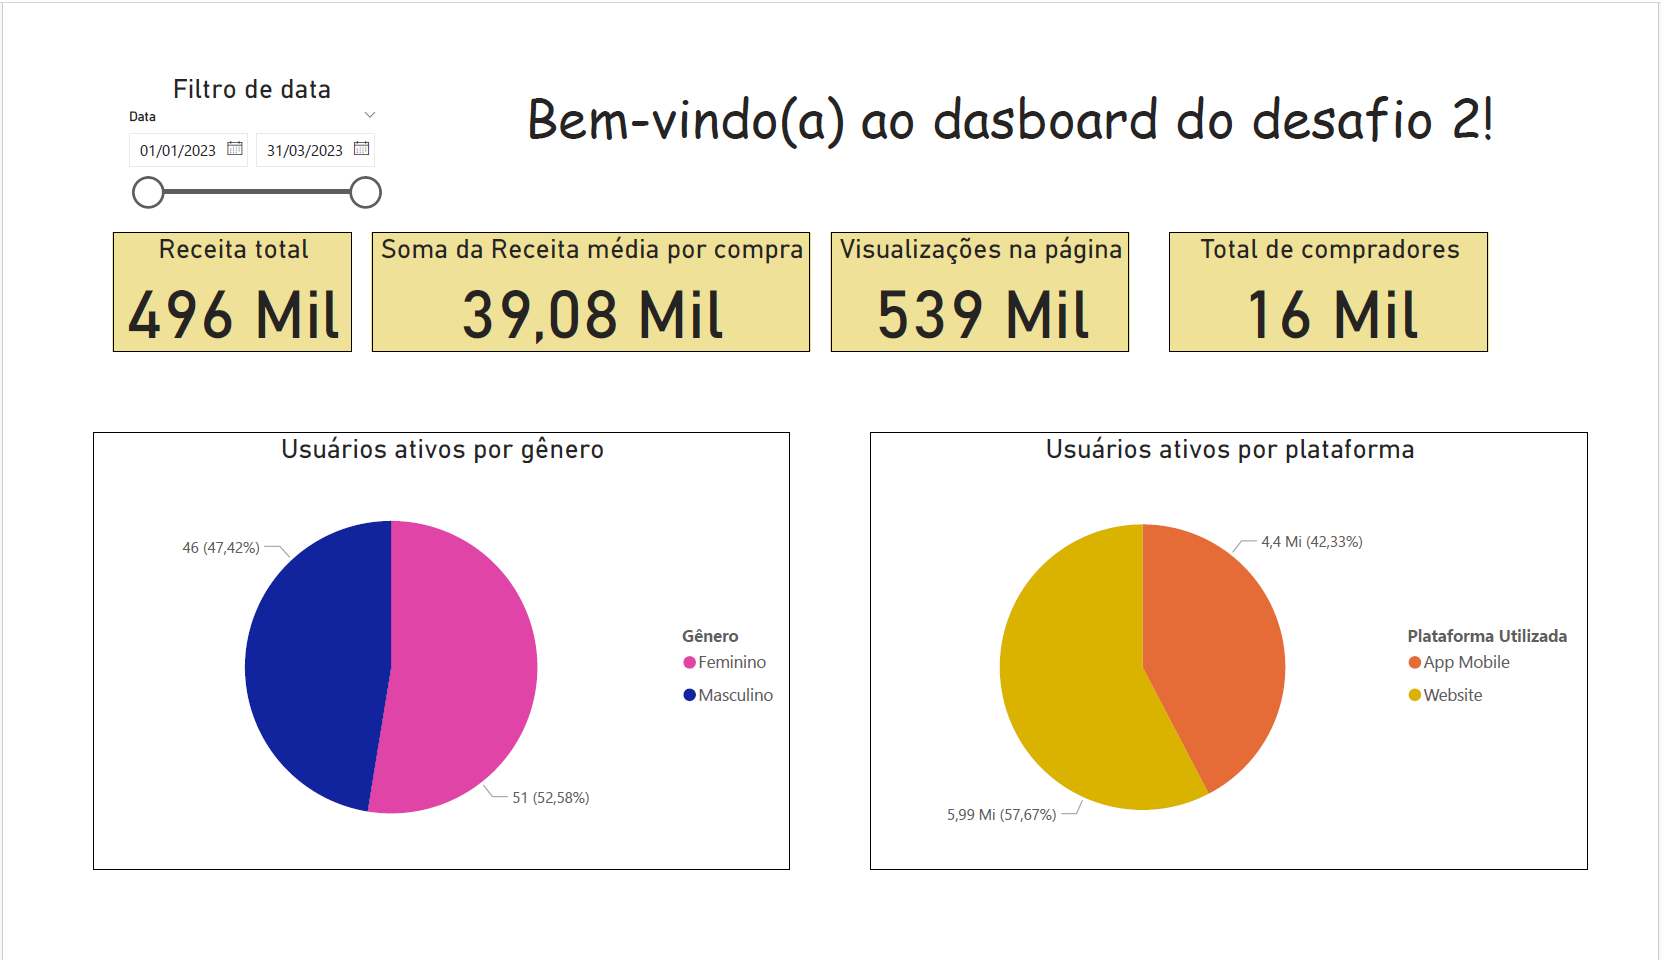 Filtro de data
Data
01/01/2023 31/03/2023
Bem-vindo(a) ao dasboard do desafio 2!
Receita total
496 Mil
Soma da Receita média por compra
39,08 Mil
Visualizações na página
539 Mil
Total de compradores
16 Mil
Usuários ativos por gênero
46 (47,42%)
51 (52,58%)
Gênero
Feminino
Masculino
Usuários ativos por plataforma
4,4 Mi (42,33%)
5,99 Mi (57,67%)
Plataforma Utilizada
App Mobile
Website